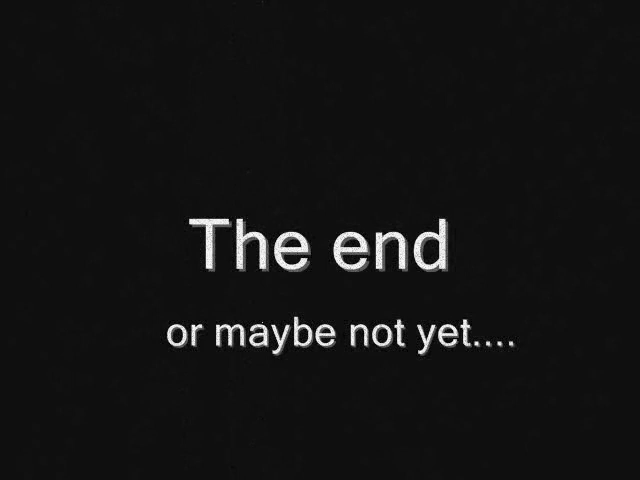 The end
or maybe not yet....